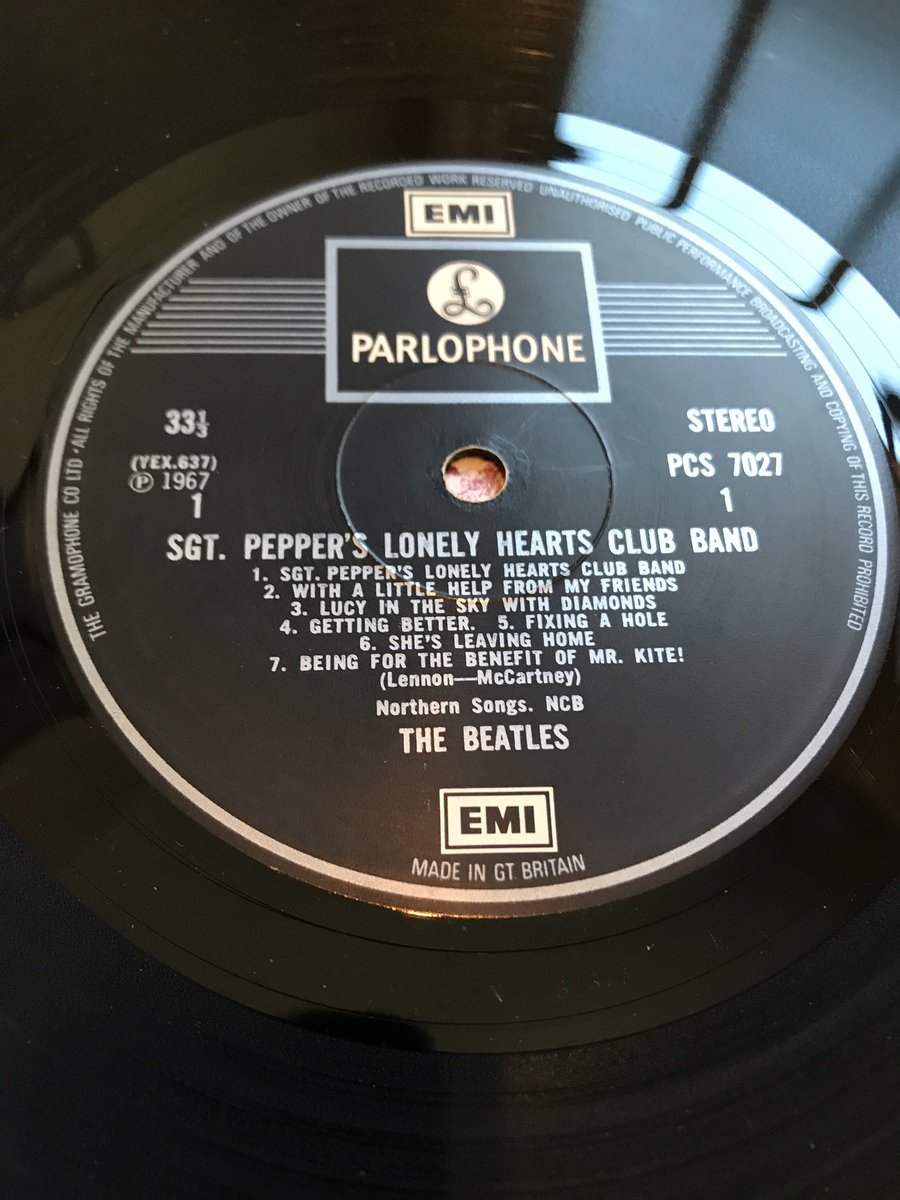 THE GRAMOPHONE CO LTD · ALL RIGHTS OF THE MANUFACTURER AND OF THE OWNER OF THE RECORDED WORK RESERVED UNAUTHORISED PUBLIC PERFORMANCE BROADCASTING AND COPYING OF THIS RECORD PROHIBITED
EMI
£
PARLOPHONE
33⅓
STEREO
(YEX.637)
PCS 7027
℗ 1967
1
1
SGT. PEPPER'S LONELY HEARTS CLUB BAND
1. SGT. PEPPER'S LONELY HEARTS CLUB BAND
2. WITH A LITTLE HELP FROM MY FRIENDS
3. LUCY IN THE SKY WITH DIAMONDS
4. GETTING BETTER. 5. FIXING A HOLE
6. SHE'S LEAVING HOME
7. BEING FOR THE BENEFIT OF MR. KITE!
(Lennon—McCartney)
Northern Songs. NCB
THE BEATLES
EMI
MADE IN GT. BRITAIN